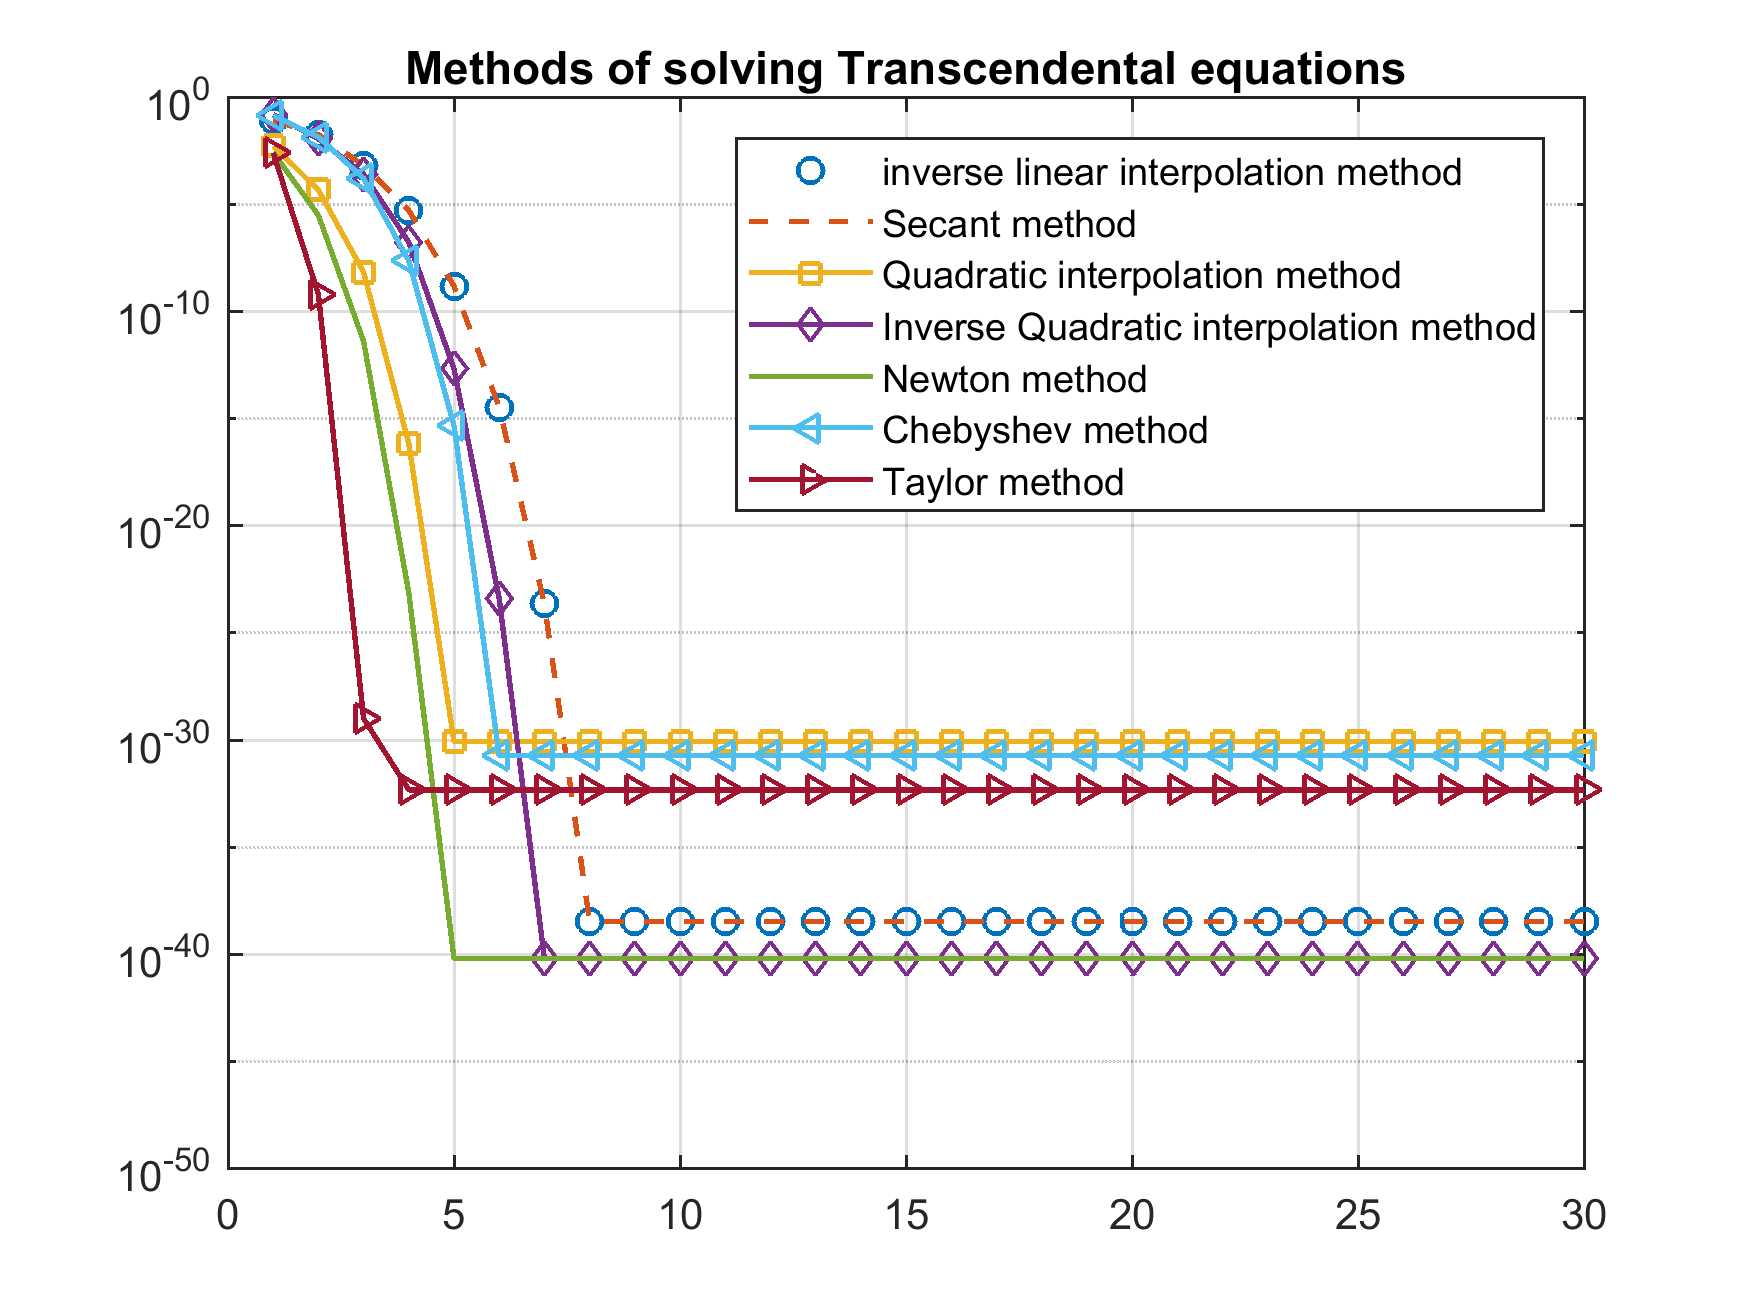 Methods of solving Transcendental equations
10^0
10^-10
10^-20
10^-30
10^-40
10^-50
inverse linear interpolation method
Secant method
Quadratic interpolation method
Inverse Quadratic interpolation method
Newton method
Chebyshev method
Taylor method
0 5 10 15 20 25 30